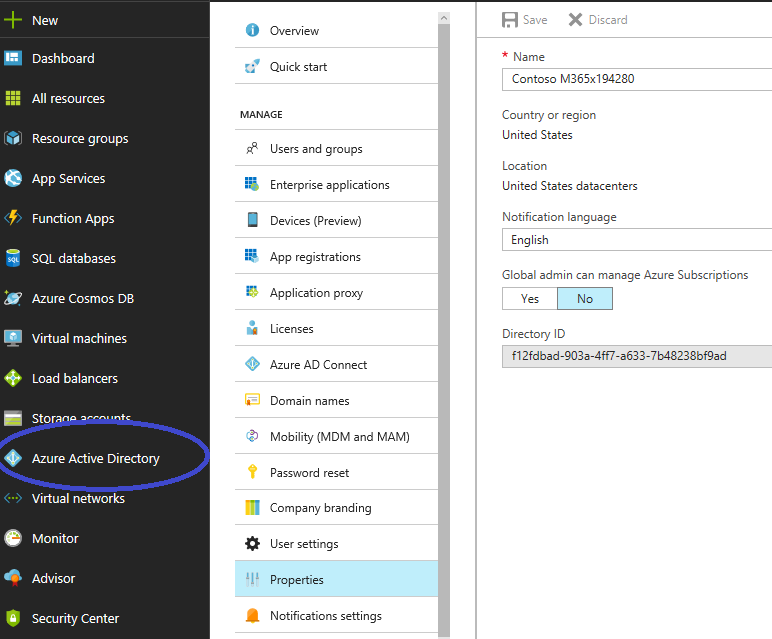 New
Dashboard
All resources
Resource groups
App Services
Function Apps
SQL databases
Azure Cosmos DB
Virtual machines
Load balancers
Storage accounts
Azure Active Directory
Virtual networks
Monitor
Advisor
Security Center
Overview
Quick start
MANAGE
Users and groups
Enterprise applications
Devices (Preview)
App registrations
Application proxy
Licenses
Azure AD Connect
Domain names
Mobility (MDM and MAM)
Password reset
Company branding
User settings
Properties
Notifications settings
Save Discard
* Name
Contoso M365x194280
Country or region
United States
Location
United States datacenters
Notification language
English
Global admin can manage Azure Subscriptions
Yes No
Directory ID
f12fdbad-903a-4ff7-a633-7b48238bf9ad